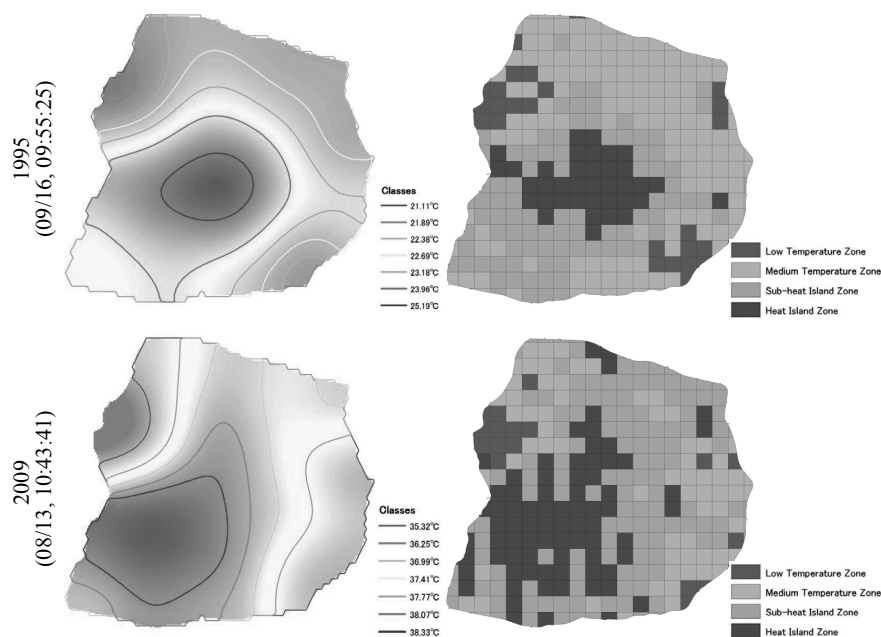 1995
(09/16, 09:55:25)
Classes
21.11°C
21.89°C
22.38°C
22.69°C
23.18°C
23.96°C
25.19°C
Low Temperature Zone
Medium Temperature Zone
Sub-heat Island Zone
Heat Island Zone
2009
(08/13, 10:43:41)
Classes
35.32°C
36.25°C
36.99°C
37.41°C
37.77°C
38.07°C
38.33°C
Low Temperature Zone
Medium Temperature Zone
Sub-heat Island Zone
Heat Island Zone